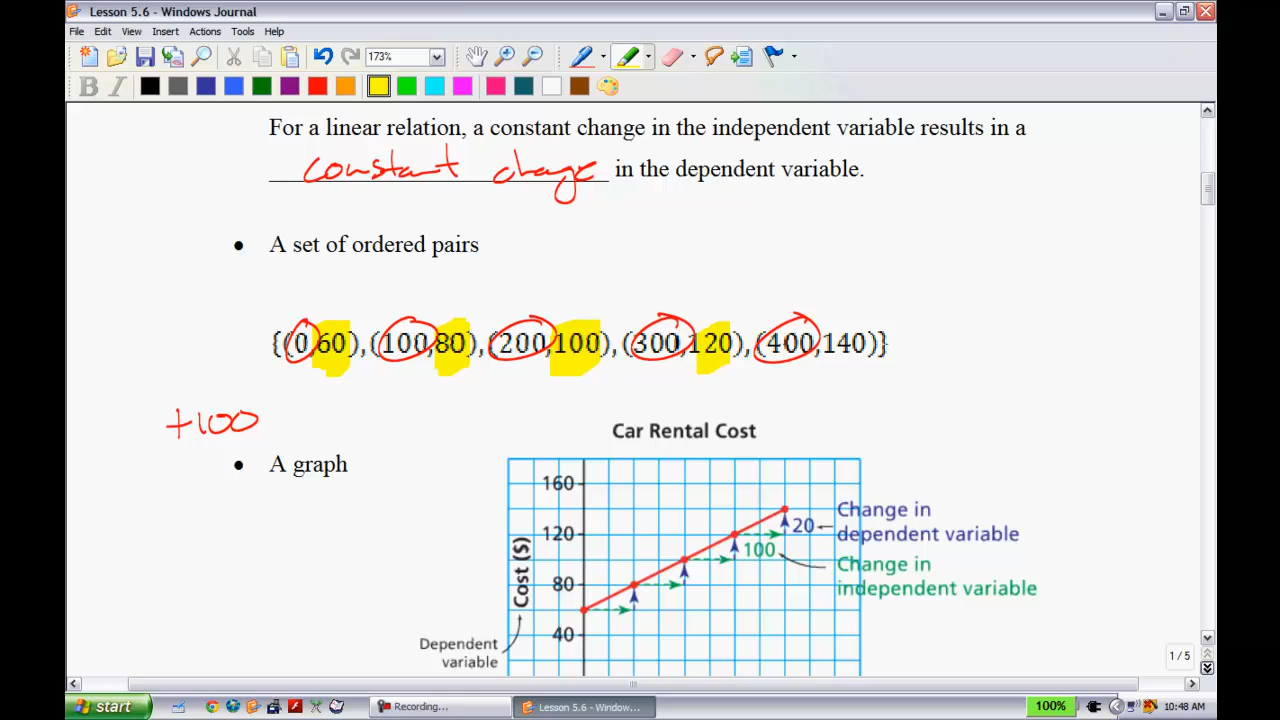 Lesson 5.6 - Windows Journal
File Edit View Insert Actions Tools Help
173%
B I
For a linear relation, a constant change in the independent variable results in a
constant change in the dependent variable.
• A set of ordered pairs
{(0,60),(100,80),(200,100),(300,120),(400,140)}
+100
• A graph
Car Rental Cost
160
120
80
40
Cost ($)
Dependent
variable
20
100
Change in
dependent variable
Change in
independent variable
1 / 5
start
Recording...
Lesson 5.6 - Window...
100%
10:48 AM